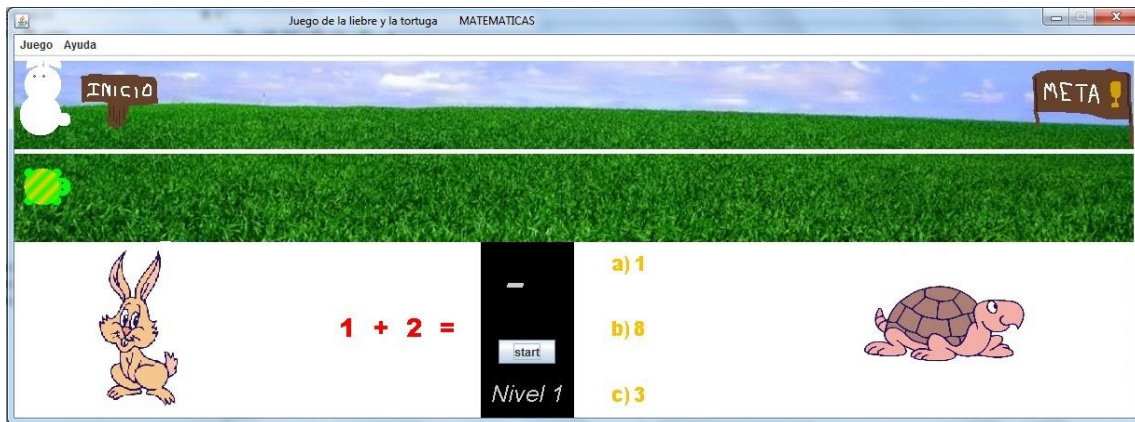 Juego de la liebre y la tortuga MATEMATICAS
Juego Ayuda
INICIO
META
1 + 2 =
-
start
Nivel 1
a) 1
b) 8
c) 3